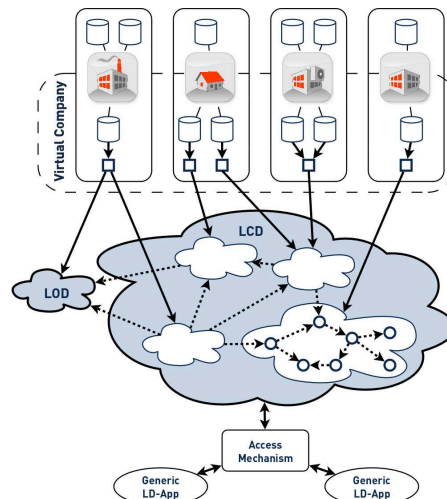 Virtual Company
LCD
LOD
Access
Mechanism
Generic
LD-App
Generic
LD-App